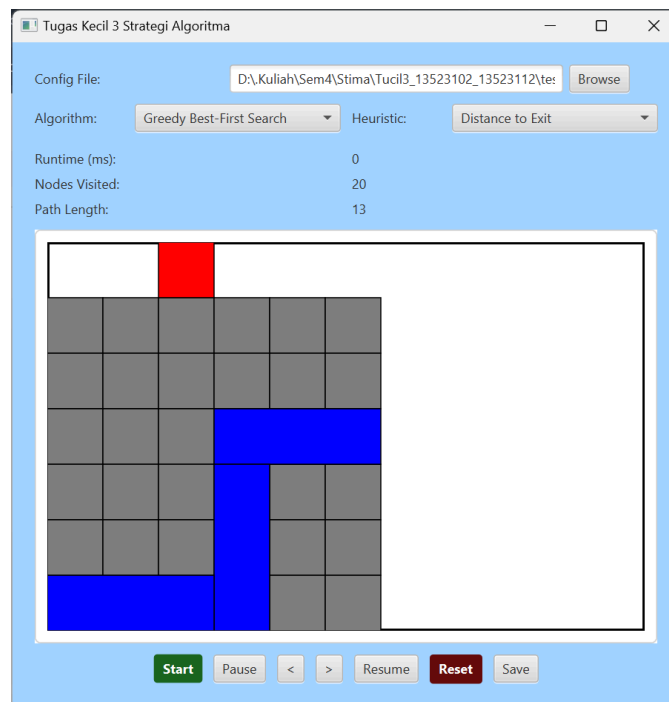 Tugas Kecil 3 Strategi Algoritma
Config File: D:\.Kuliah\Sem4\Stima\Tucil3_13523102_13523112\tes Browse
Algorithm: Greedy Best-First Search Heuristic: Distance to Exit
Runtime (ms): 0
Nodes Visited: 20
Path Length: 13
Start Pause < > Resume Reset Save